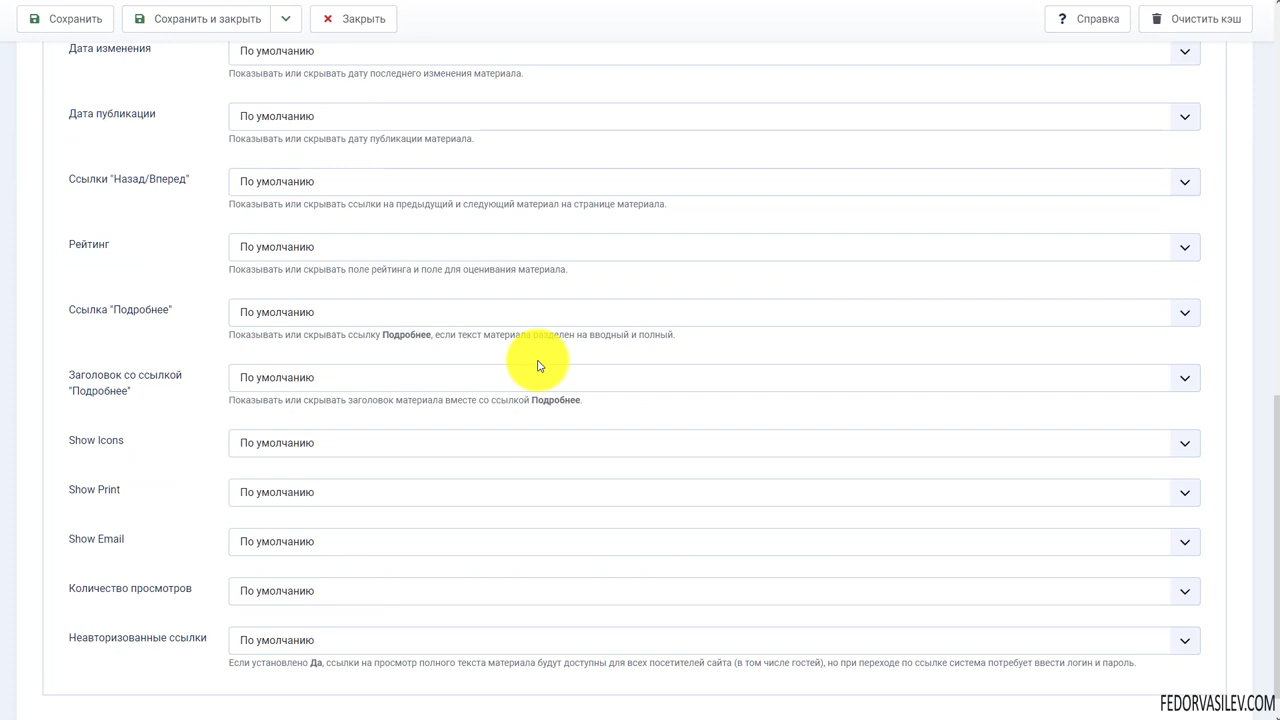 Сохранить
Сохранить и закрыть
Закрыть
Справка
Очистить кэш
Дата изменения
По умолчанию
Показывать или скрывать дату последнего изменения материала.
Дата публикации
По умолчанию
Показывать или скрывать дату публикации материала.
Ссылки "Назад/Вперед"
По умолчанию
Показывать или скрывать ссылки на предыдущий и следующий материал на странице материала.
Рейтинг
По умолчанию
Показывать или скрывать поле рейтинга и поле для оценивания материала.
Ссылка "Подробнее"
По умолчанию
Показывать или скрывать ссылку Подробнее, если текст материала разделен на вводный и полный.
Заголовок со ссылкой
"Подробнее"
По умолчанию
Показывать или скрывать заголовок материала вместе со ссылкой Подробнее.
Show Icons
По умолчанию
Show Print
По умолчанию
Show Email
По умолчанию
Количество просмотров
По умолчанию
Неавторизованные ссылки
По умолчанию
Если установлено Да, ссылки на просмотр полного текста материала будут доступны для всех посетителей сайта (в том числе гостей), но при переходе по ссылке система потребует ввести логин и пароль.
FEDORVASILEV.COM